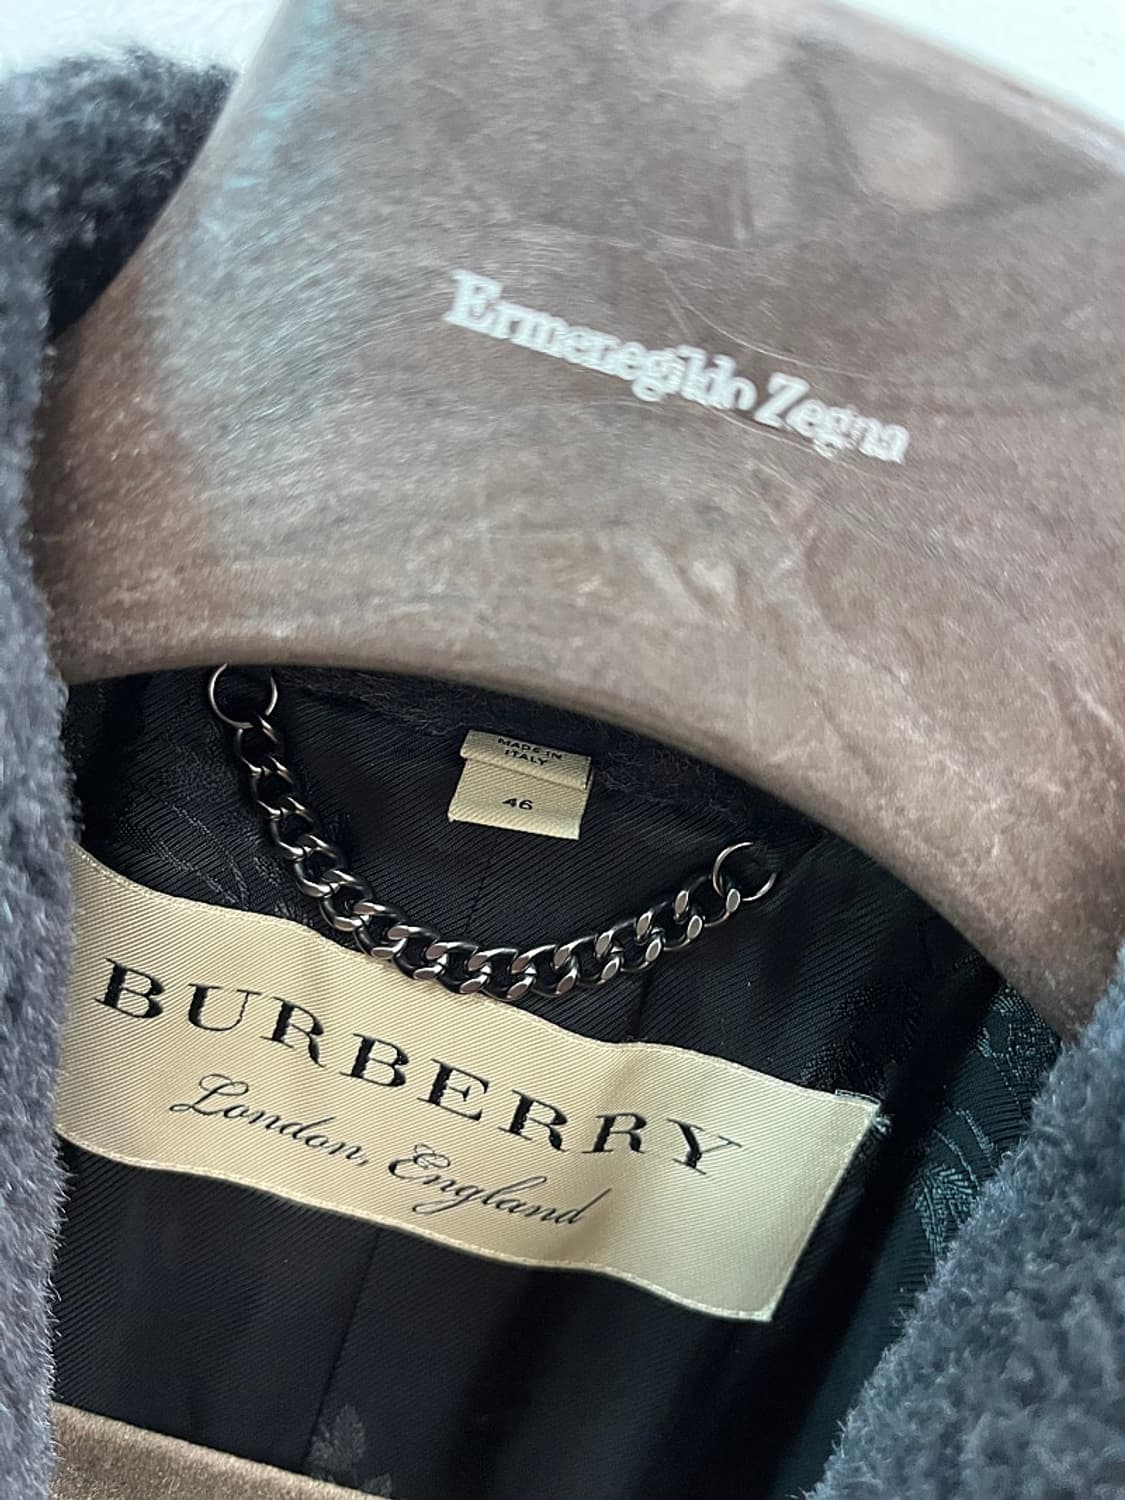 Ermenegildo Zegna
MADE IN
ITALY
46
BURBERRY
London, England